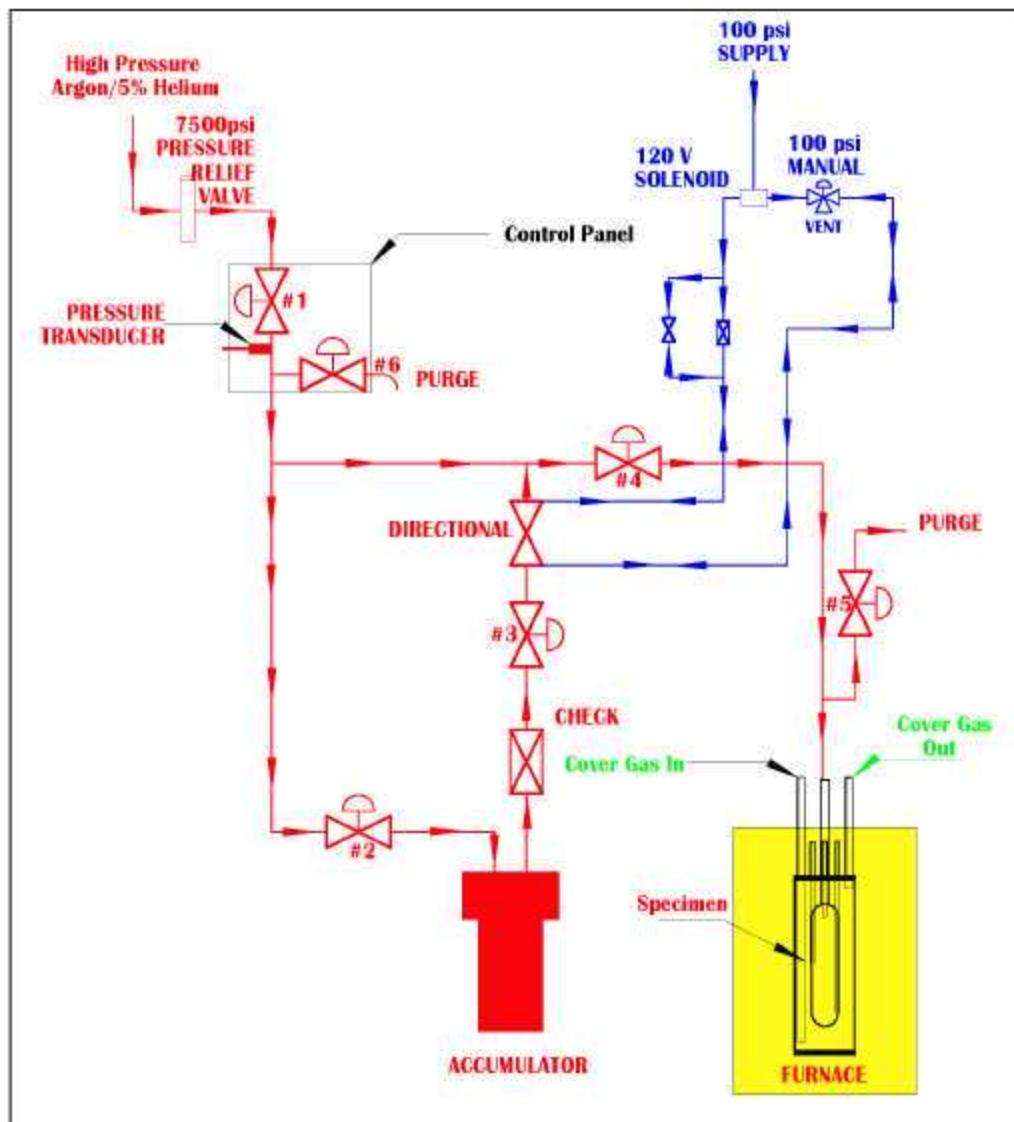 High Pressure
Argon/5% Helium
7500psi
PRESSURE
RELIEF
VALVE
100 psi
SUPPLY
120 V
SOLENOID
100 psi
MANUAL
VENT
Control Panel
#1
PRESSURE
TRANSDUCER
#6
PURGE
#4
DIRECTIONAL
PURGE
#5
#3
CHECK
Cover Gas In
Cover Gas
Out
#2
Specimen
ACCUMULATOR
FURNACE